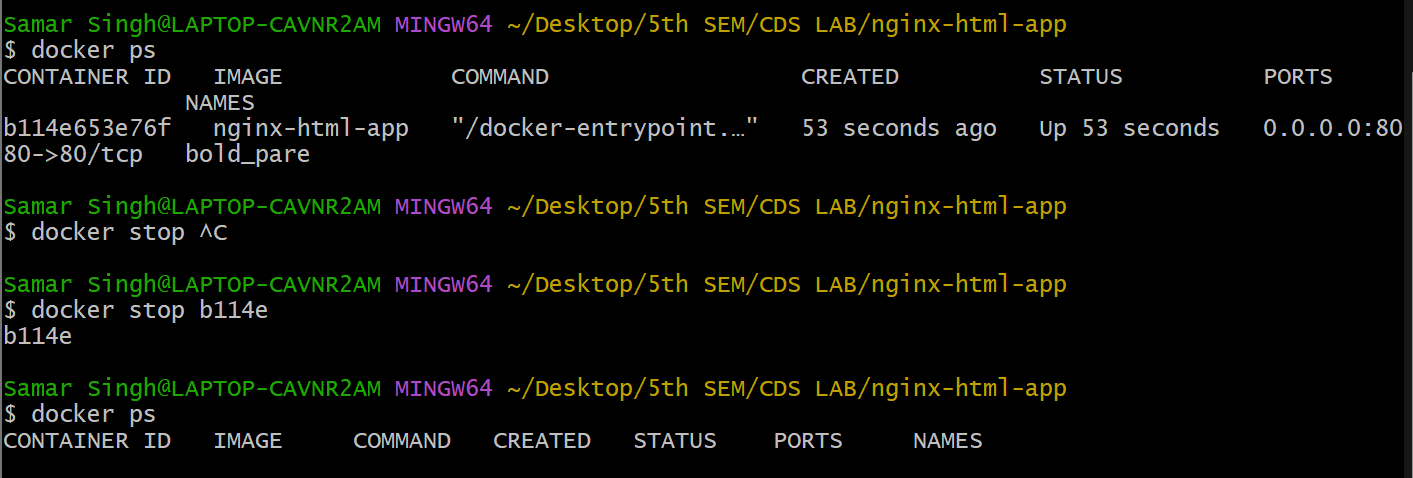 Samar Singh@LAPTOP-CAVNR2AM MINGW64 ~/Desktop/5th SEM/CDS LAB/nginx-html-app
$ docker ps
CONTAINER ID   IMAGE            COMMAND                  CREATED          STATUS          PORTS
             NAMES
b114e653e76f   nginx-html-app   "/docker-entrypoint.…"   53 seconds ago   Up 53 seconds   0.0.0.0:80
80->80/tcp   bold_pare
Samar Singh@LAPTOP-CAVNR2AM MINGW64 ~/Desktop/5th SEM/CDS LAB/nginx-html-app
$ docker stop ^C
Samar Singh@LAPTOP-CAVNR2AM MINGW64 ~/Desktop/5th SEM/CDS LAB/nginx-html-app
$ docker stop b114e
b114e
Samar Singh@LAPTOP-CAVNR2AM MINGW64 ~/Desktop/5th SEM/CDS LAB/nginx-html-app
$ docker ps
CONTAINER ID   IMAGE     COMMAND   CREATED   STATUS    PORTS     NAMES